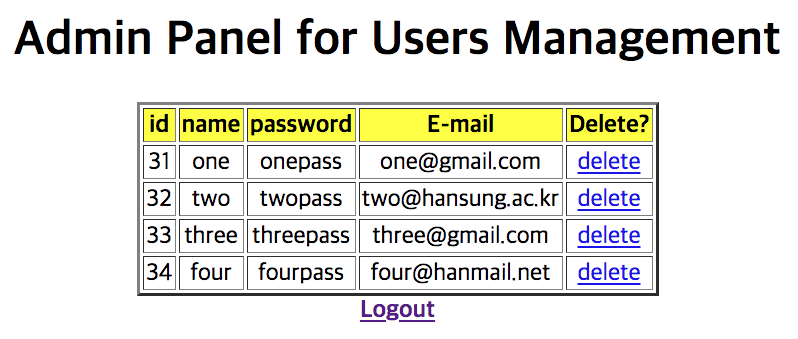 Admin Panel for Users Management
id name password E-mail Delete?
31 one onepass one@gmail.com delete
32 two twopass two@hansung.ac.kr delete
33 three threepass three@gmail.com delete
34 four fourpass four@hanmail.net delete
Logout